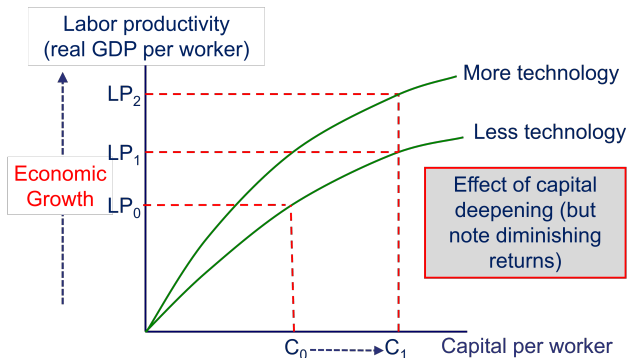 Labor productivity
(real GDP per worker)
More technology
LP2
Less technology
LP1
Economic
Growth
Effect of capital
deepening (but
note diminishing
returns)
LP0
C0
C1
Capital per worker